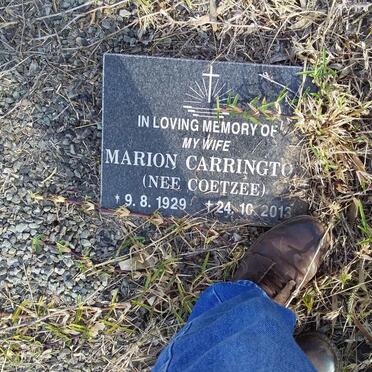 IN LOVING MEMORY OF
MY WIFE
MARION CARRINGTO
(NEE COETZEE)
* 9. 8. 1929 † 24. 10. 2013